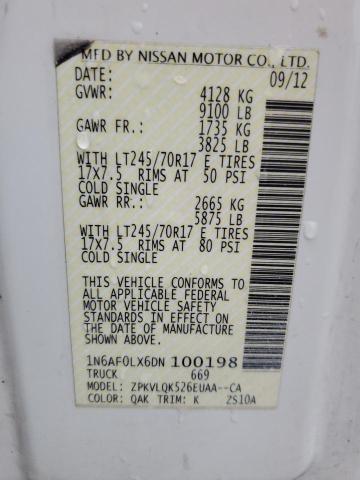 MFD BY NISSAN MOTOR CO., LTD.
DATE: 09/12
GVWR: 4128 KG
9100 LB
GAWR FR.: 1735 KG
3825 LB
WITH LT245/70R17 E TIRES
17X7.5 RIMS AT 50 PSI
COLD SINGLE
GAWR RR.: 2665 KG
5875 LB
WITH LT245/70R17 E TIRES
17X7.5 RIMS AT 80 PSI
COLD SINGLE
THIS VEHICLE CONFORMS TO
ALL APPLICABLE FEDERAL
MOTOR VEHICLE SAFETY
STANDARDS IN EFFECT ON
THE DATE OF MANUFACTURE
SHOWN ABOVE.
1N6AF0LX6DN 100198
TRUCK 669
MODEL: ZPKVLQK526EUAA--CA
COLOR: QAK TRIM: K ZS10A